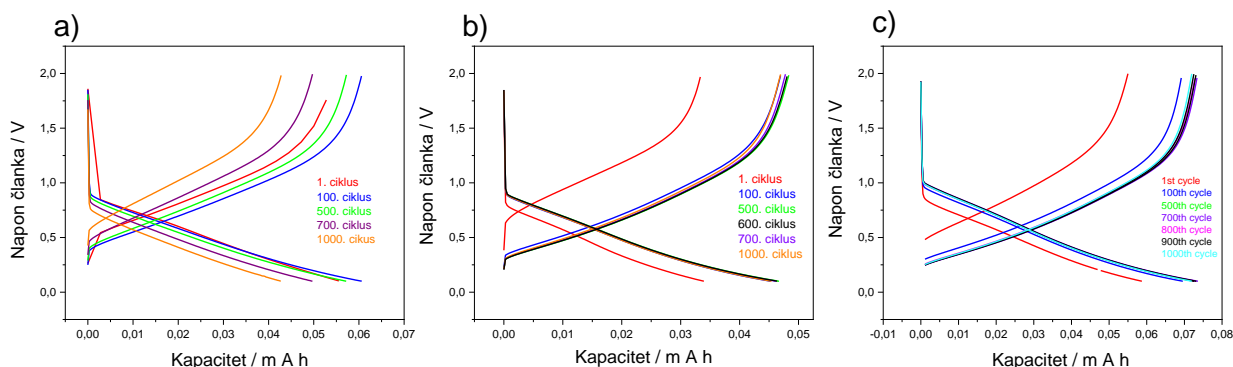 a)
Napon članka / V
2,0
1,5
1,0
0,5
0,0
1. ciklus
100. ciklus
500. ciklus
700. ciklus
1000. cikus
0,00 0,01 0,02 0,03 0,04 0,05 0,06 0,07
Kapacitet / m A h
b)
Napon članka / V
2,0
1,5
1,0
0,5
0,0
1. ciklus
100. ciklus
500. ciklus
600. ciklus
700. ciklus
1000. ciklus
0,00 0,01 0,02 0,03 0,04 0,05
Kapacitet / m A h
c)
Napon članka / V
2,0
1,5
1,0
0,5
0,0
1st cycle
100th cycle
500th cycle
700th cycle
800th cycle
900th cycle
1000th cycle
-0,01 0,00 0,01 0,02 0,03 0,04 0,05 0,06 0,07 0,08
Kapacitet / m A h